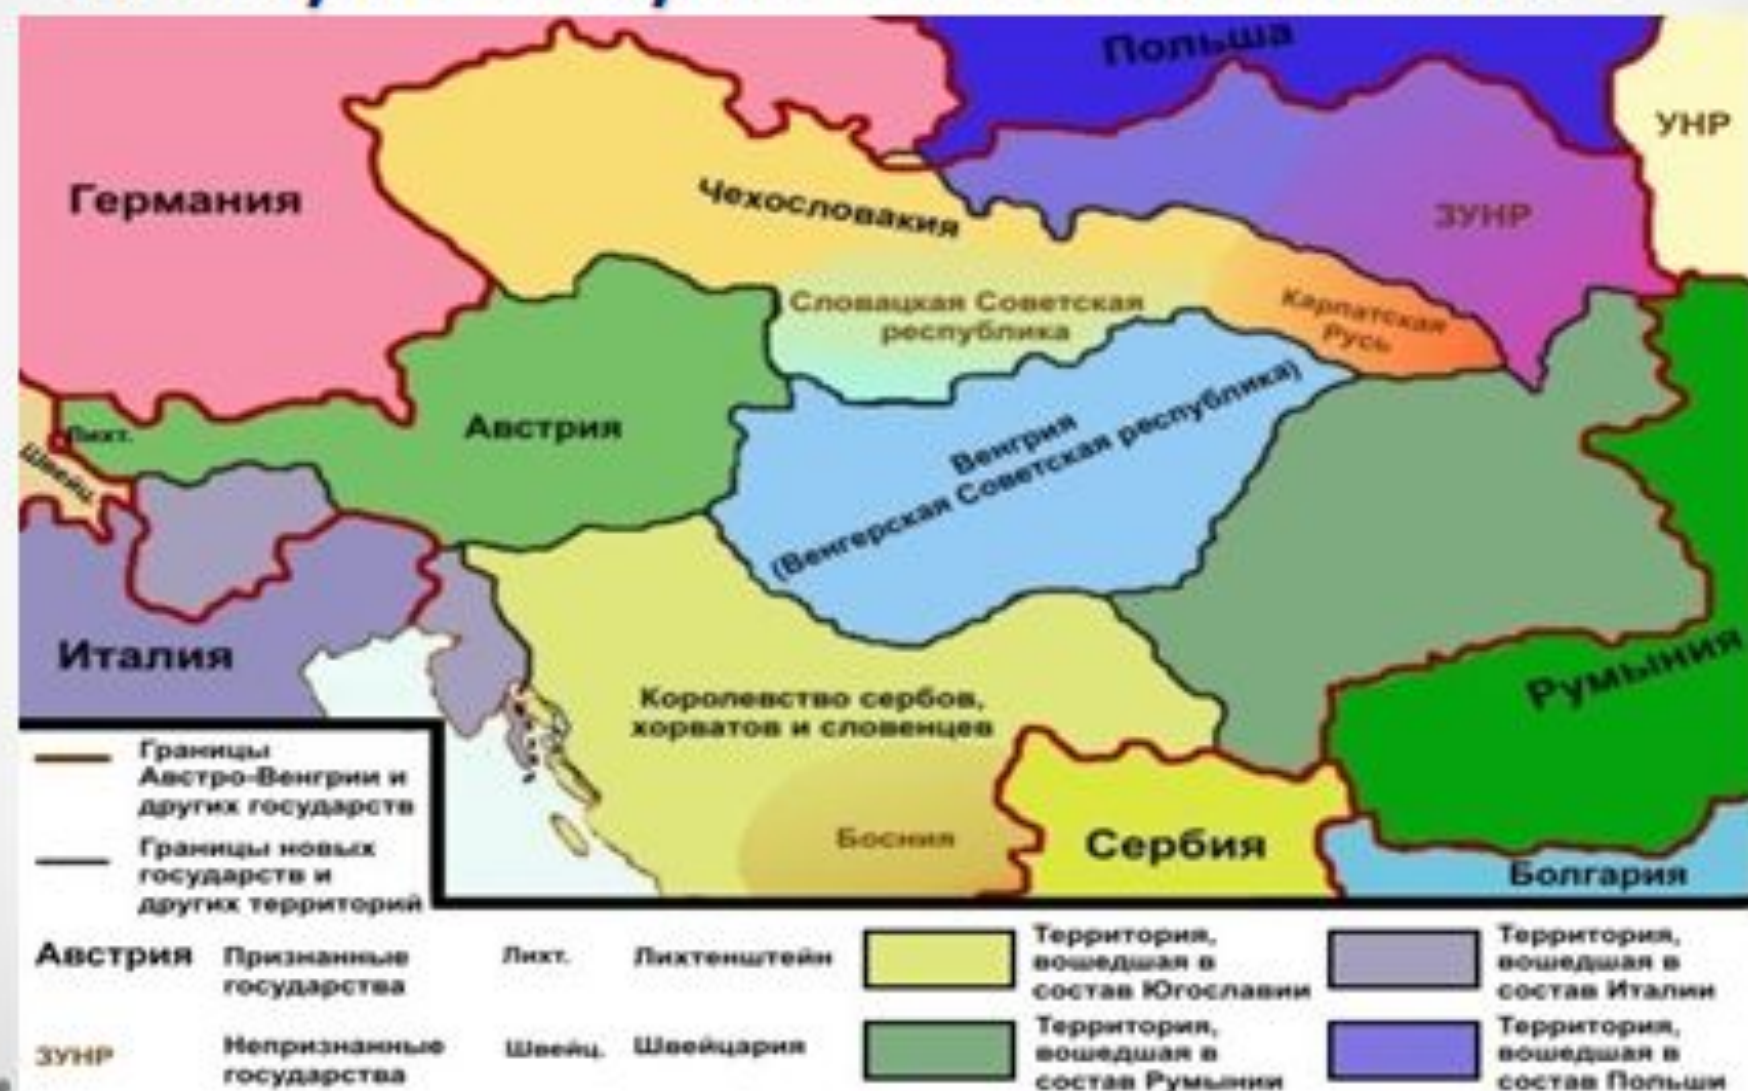 Польша
УНР
Германия
Чехословакия
ЗУНР
Словацкая Советская
республика
Карпатская
Русь
Лихт.
Швейц.
Австрия
Венгрия
(Венгерская Советская республика)
Италия
Румыния
Королевство сербов,
хорватов и словенцев
Босния
Сербия
Болгария
Границы
Австро-Венгрии и
других государств
Границы новых
государств и
других территорий
Австрия
Признанные
государства
Лихт.
Лихтенштейн
Территория,
вошедшая в
состав Югославии
Территория,
вошедшая в
состав Италии
ЗУНР
Непризнанные
государства
Швейц.
Швейцария
Территория,
вошедшая в
состав Румынии
Территория,
вошедшая в
состав Польши